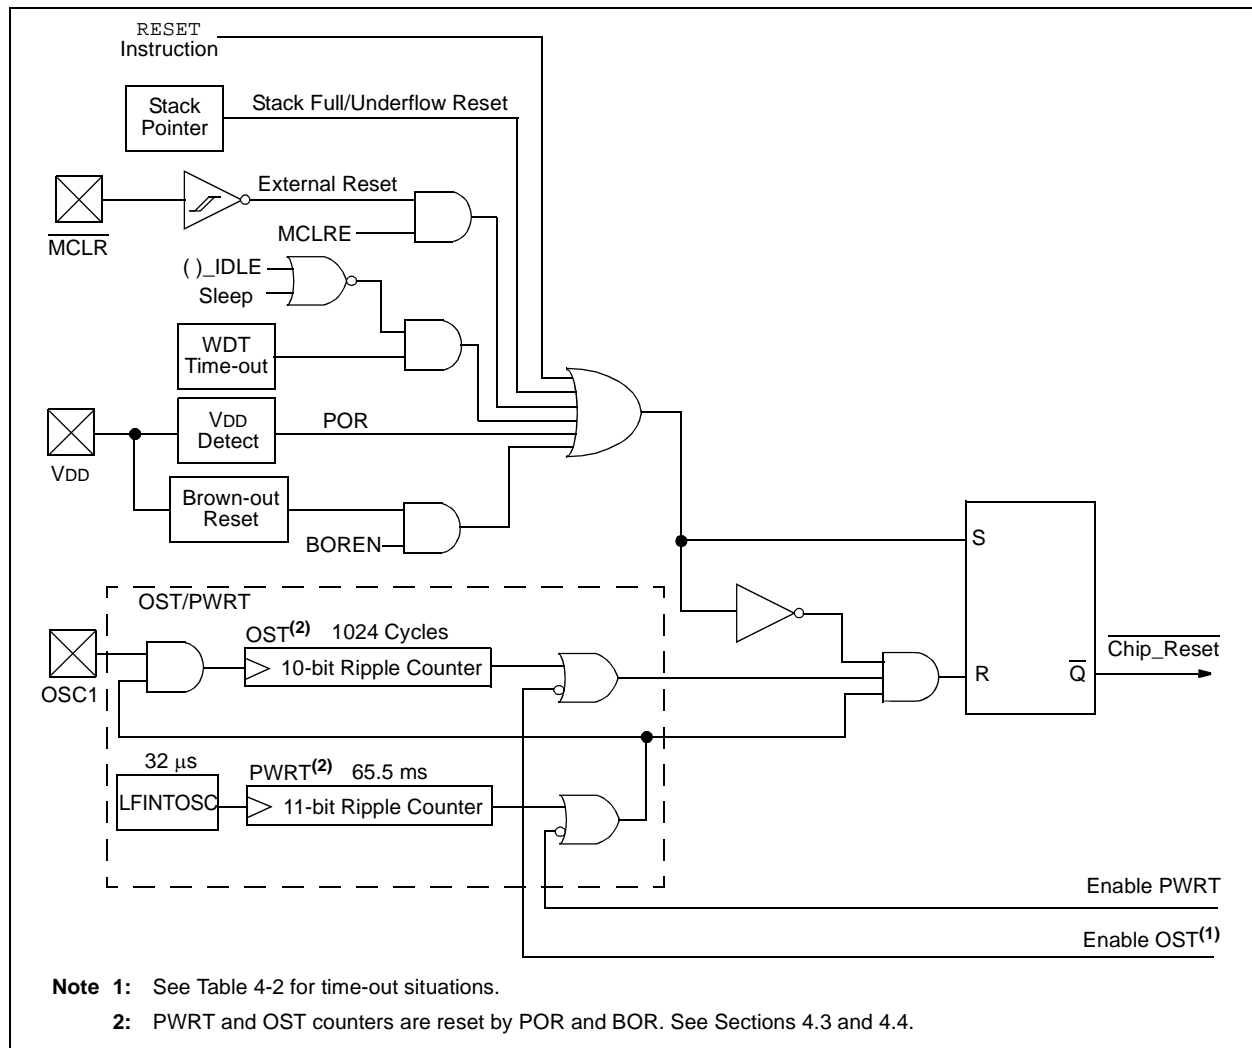 RESET
Instruction
Stack
Pointer
Stack Full/Underflow Reset
External Reset
MCLR
MCLRE
( )_IDLE
Sleep
WDT
Time-out
VDD
Detect
POR
VDD
Brown-out
Reset
BOREN
S
OST/PWRT
OST(2) 1024 Cycles
10-bit Ripple Counter
OSC1
Chip_Reset
R
Q
32 μs
PWRT(2) 65.5 ms
LFINTOSC
11-bit Ripple Counter
Enable PWRT
Enable OST(1)
Note 1: See Table 4-2 for time-out situations.
2: PWRT and OST counters are reset by POR and BOR. See Sections 4.3 and 4.4.